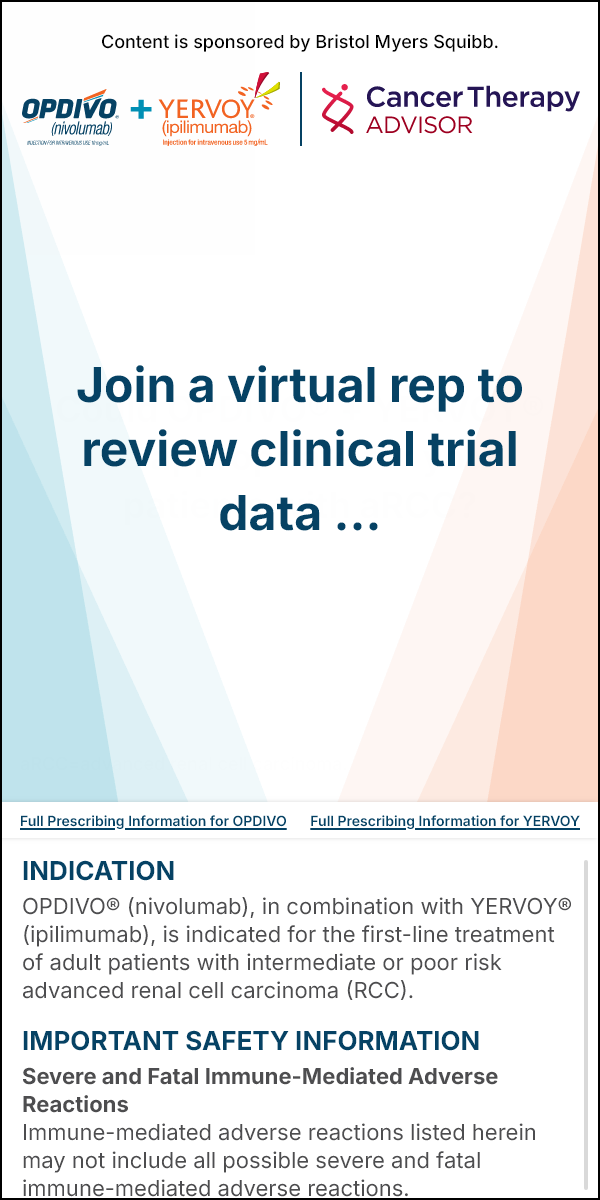 Content is sponsored by Bristol Myers Squibb.
OPDIVO®
(nivolumab)
INJECTION FOR INTRAVENOUS USE 10 mg/mL
+
YERVOY®
(ipilimumab)
Injection for intravenous use 5 mg/mL
Cancer Therapy
ADVISOR
Join a virtual rep to
review clinical trial
data ...
Full Prescribing Information for OPDIVO Full Prescribing Information for YERVOY
INDICATION
OPDIVO® (nivolumab), in combination with YERVOY®
(ipilimumab), is indicated for the first-line treatment
of adult patients with intermediate or poor risk
advanced renal cell carcinoma (RCC).
IMPORTANT SAFETY INFORMATION
Severe and Fatal Immune-Mediated Adverse
Reactions
Immune-mediated adverse reactions listed herein
may not include all possible severe and fatal
immune-mediated adverse reactions.